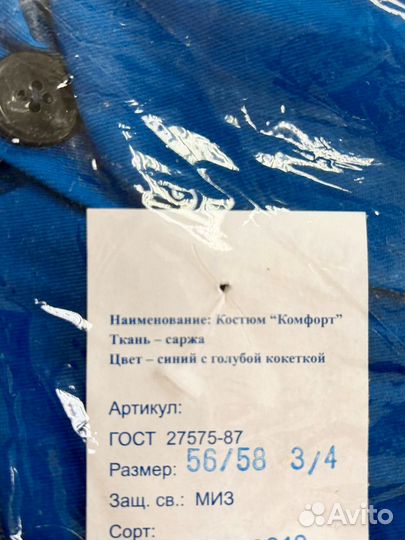 Наименование: Костюм “Комфорт”
Ткань – саржа
Цвет – синий с голубой кокеткой
Артикул:
ГОСТ 27575-87
Размер: 56/58 3/4
Защ. св.: МИЗ
Сорт:
Avito